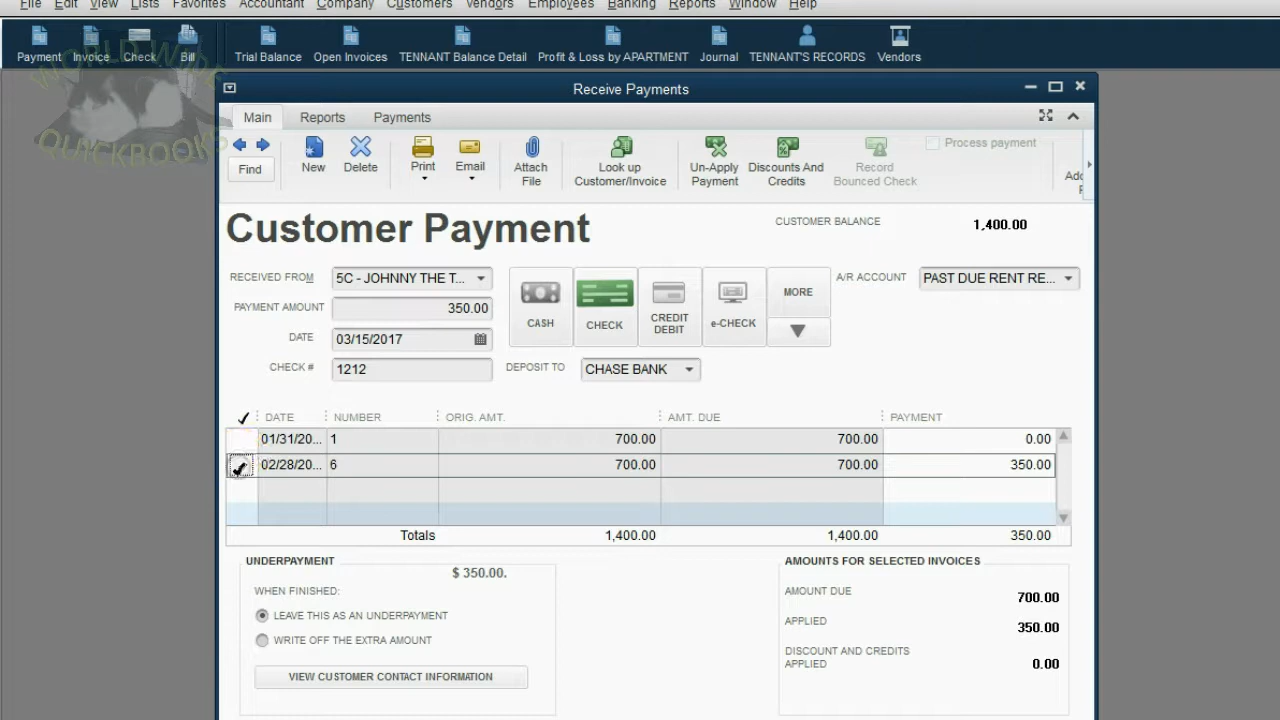 File Edit View Lists Favorites Accountant Company Customers Vendors Employees Banking Reports Window Help
Payment Invoice Check Bill Trial Balance Open Invoices TENNANT Balance Detail Profit & Loss by APARTMENT Journal TENNANT'S RECORDS Vendors
WORLD WIDE
QUICKBOOKS
Receive Payments
Main Reports Payments
Find New Delete Print Email Attach File Look up Customer/Invoice Un-Apply Payment Discounts And Credits Record Bounced Check Process payment
Customer Payment
CUSTOMER BALANCE 1,400.00
RECEIVED FROM 5C - JOHNNY THE T...
A/R ACCOUNT PAST DUE RENT RE...
PAYMENT AMOUNT 350.00
DATE 03/15/2017
CHECK # 1212
CASH CHECK CREDIT DEBIT e-CHECK MORE
DEPOSIT TO CHASE BANK
DATE NUMBER ORIG. AMT. AMT. DUE PAYMENT
01/31/20... 1 700.00 700.00 0.00
02/28/20... 6 700.00 700.00 350.00
Totals 1,400.00 1,400.00 350.00
UNDERPAYMENT
$ 350.00.
WHEN FINISHED:
LEAVE THIS AS AN UNDERPAYMENT
WRITE OFF THE EXTRA AMOUNT
VIEW CUSTOMER CONTACT INFORMATION
AMOUNTS FOR SELECTED INVOICES
AMOUNT DUE 700.00
APPLIED 350.00
DISCOUNT AND CREDITS APPLIED 0.00